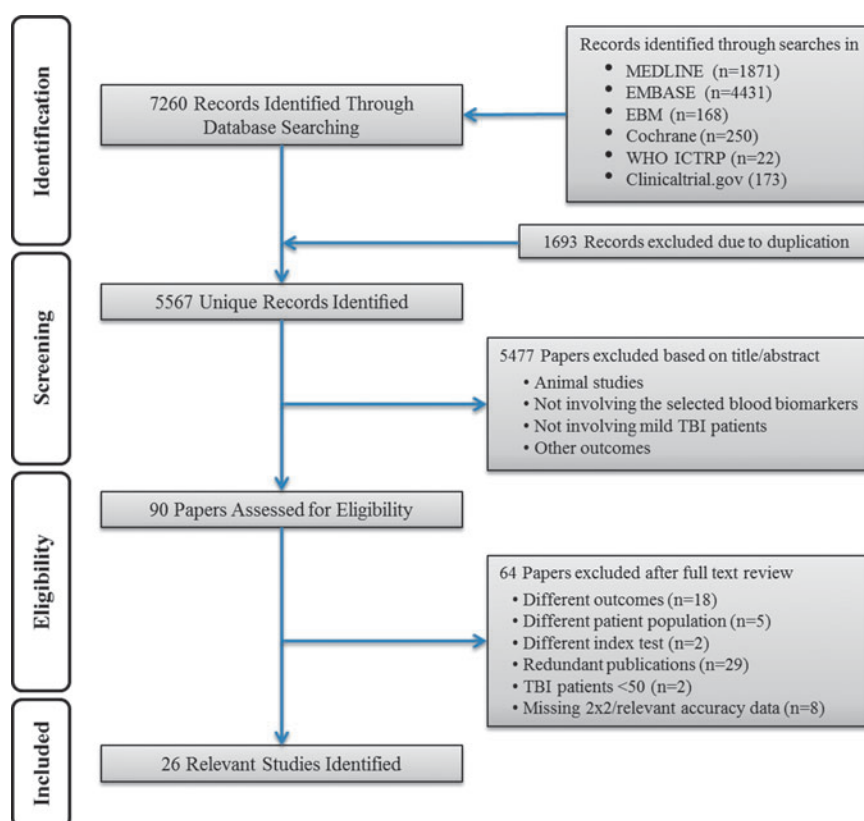 Identification
7260 Records Identified Through
Database Searching
Records identified through searches in
• MEDLINE (n=1871)
• EMBASE (n=4431)
• EBM (n=168)
• Cochrane (n=250)
• WHO ICTRP (n=22)
• Clinicaltrial.gov (173)
1693 Records excluded due to duplication
Screening
5567 Unique Records Identified
5477 Papers excluded based on title/abstract
• Animal studies
• Not involving the selected blood biomarkers
• Not involving mild TBI patients
• Other outcomes
Eligibility
90 Papers Assessed for Eligibility
64 Papers excluded after full text review
• Different outcomes (n=18)
• Different patient population (n=5)
• Different index test (n=2)
• Redundant publications (n=29)
• TBI patients <50 (n=2)
• Missing 2x2/relevant accuracy data (n=8)
Included
26 Relevant Studies Identified